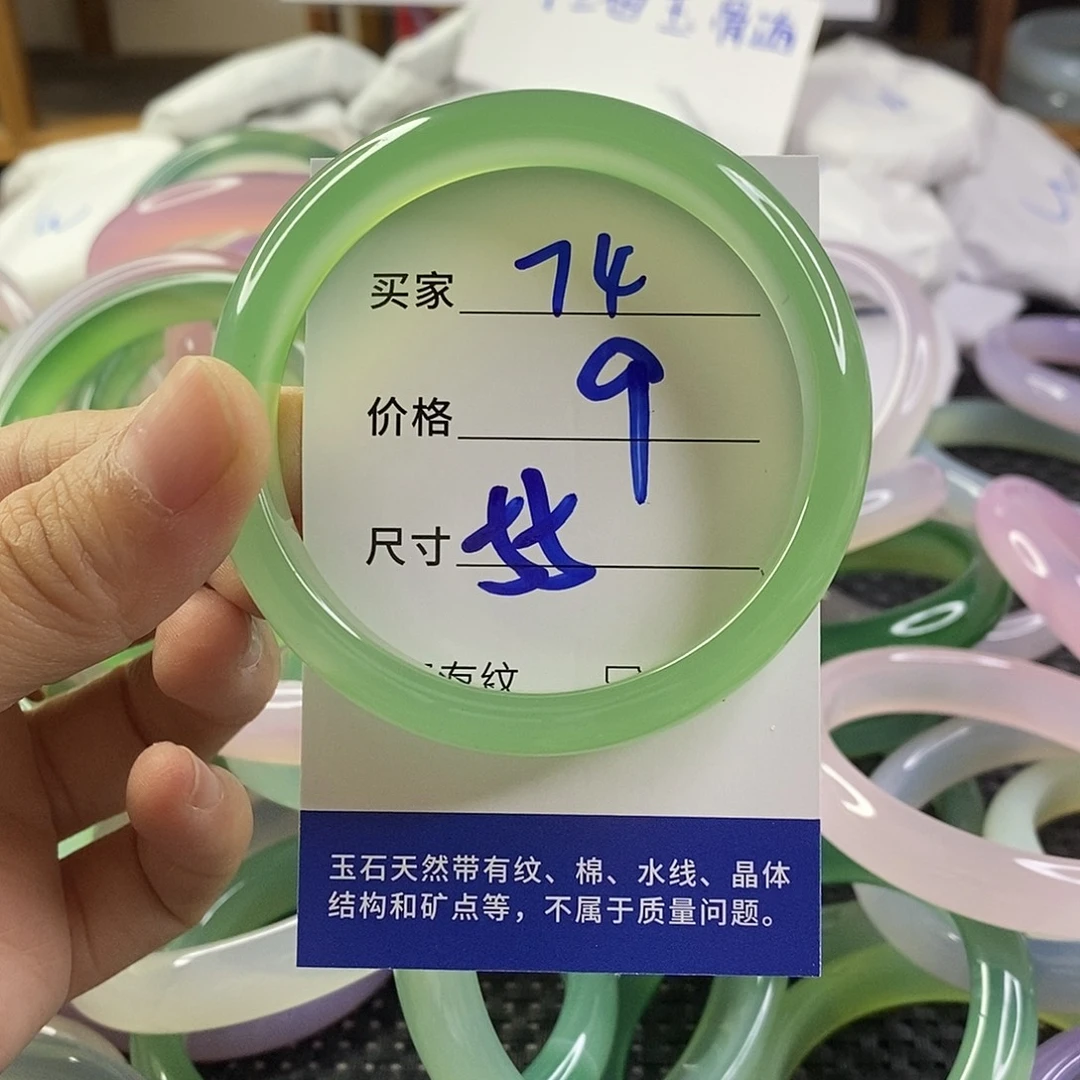 买家 74
价格 9
尺寸 55
有纹
玉石天然带有纹、棉、水线、晶体
结构和矿点等，不属于质量问题。